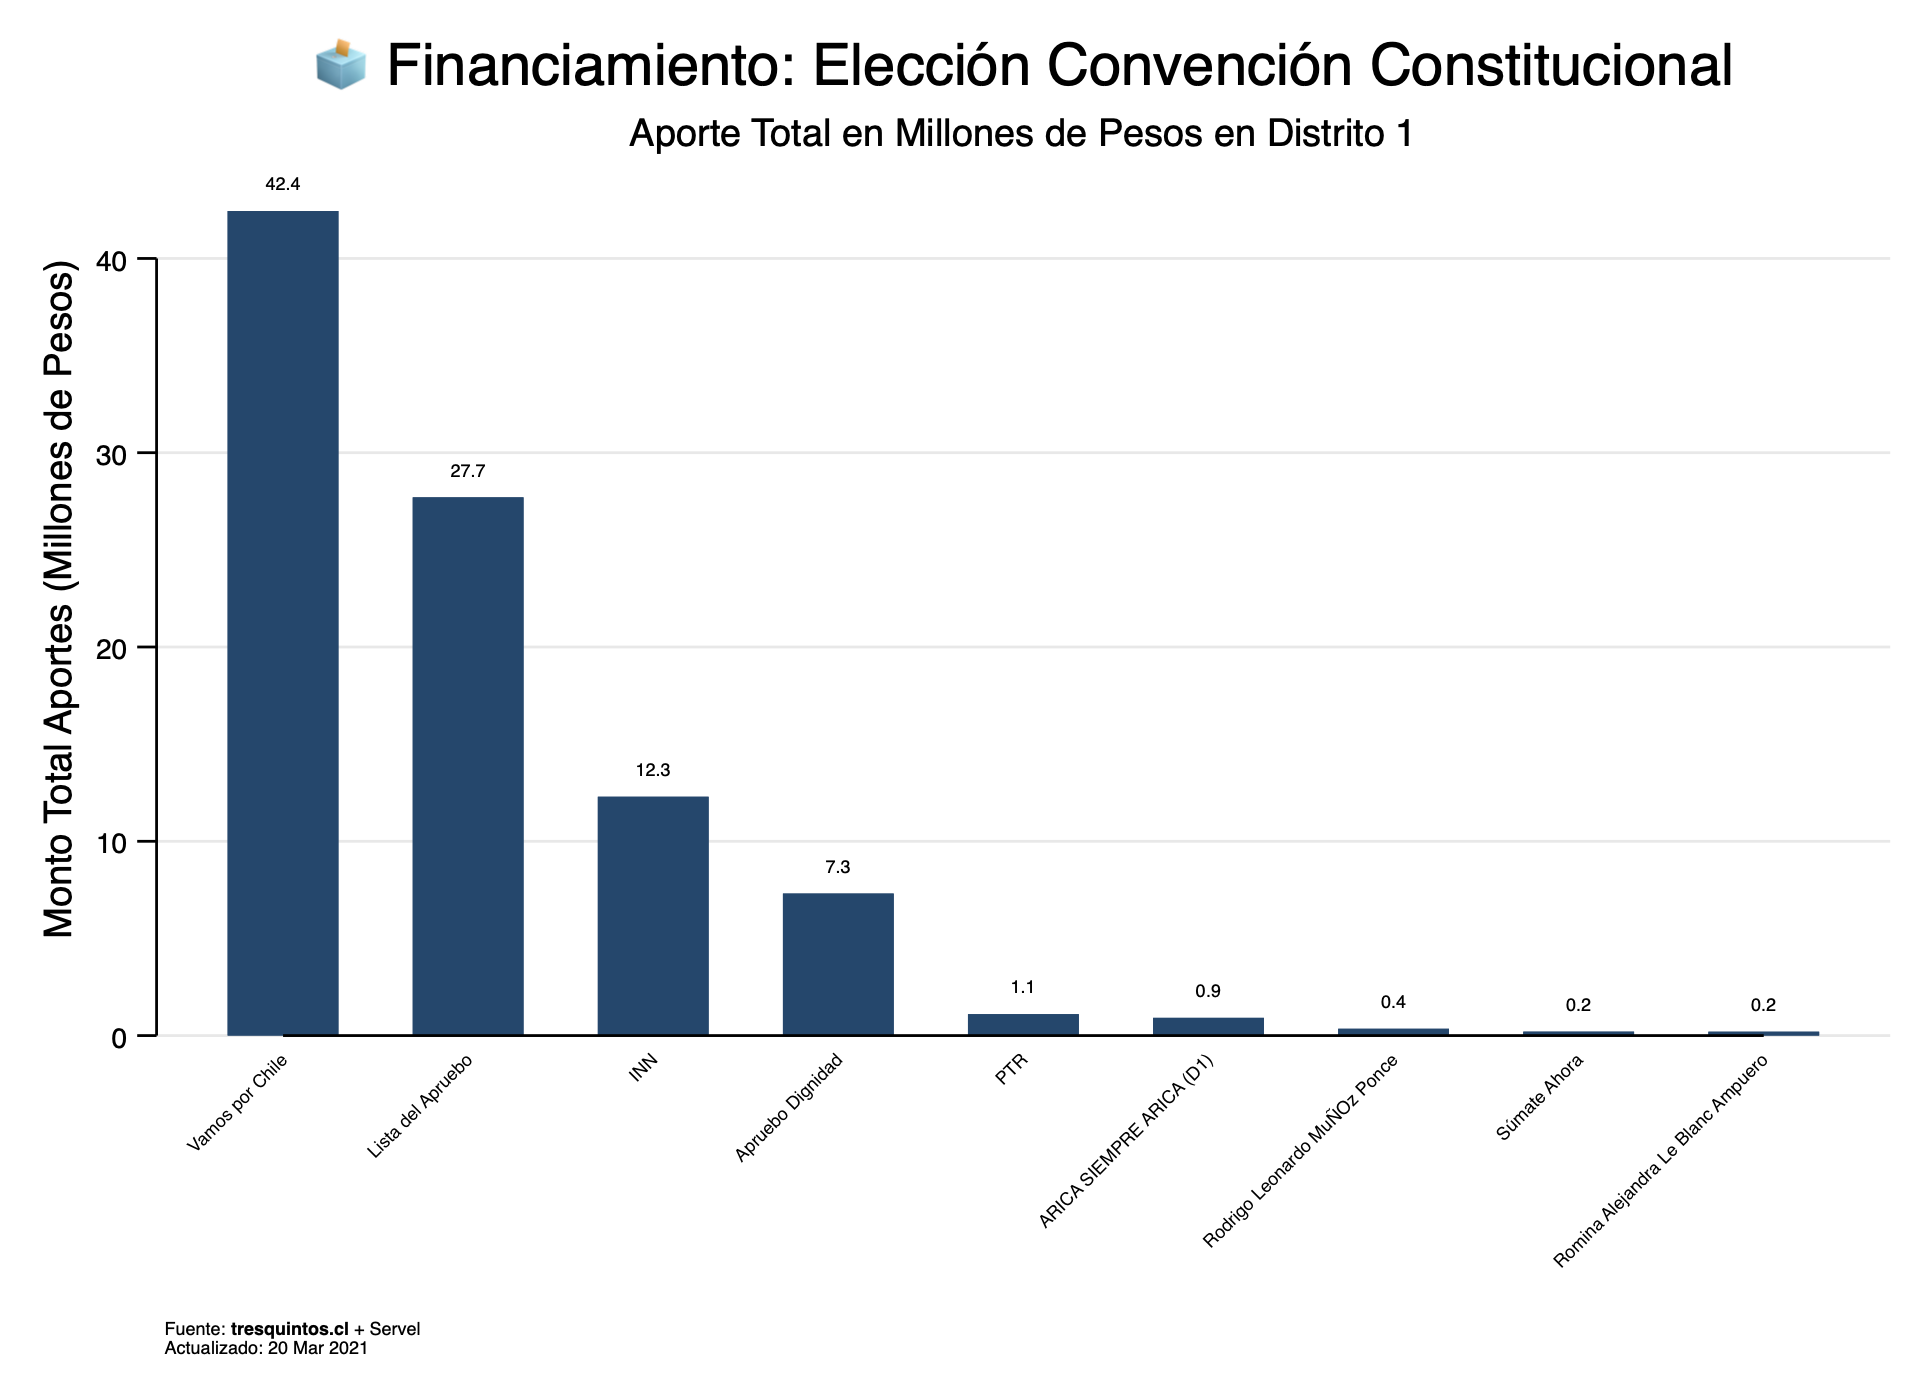 Financiamiento: Elección Convención Constitucional
Aporte Total en Millones de Pesos en Distrito 1
Monto Total Aportes (Millones de Pesos)
40
30
20
10
0
42.4
27.7
12.3
7.3
1.1
0.9
0.4
0.2
0.2
Vamos por Chile
Lista del Apruebo
INN
Apruebo Dignidad
PTR
ARICA SIEMPRE ARICA (D1)
Rodrigo Leonardo MuÑOz Ponce
Súmate Ahora
Romina Alejandra Le Blanc Ampuero
Fuente: tresquintos.cl + Servel
Actualizado: 20 Mar 2021